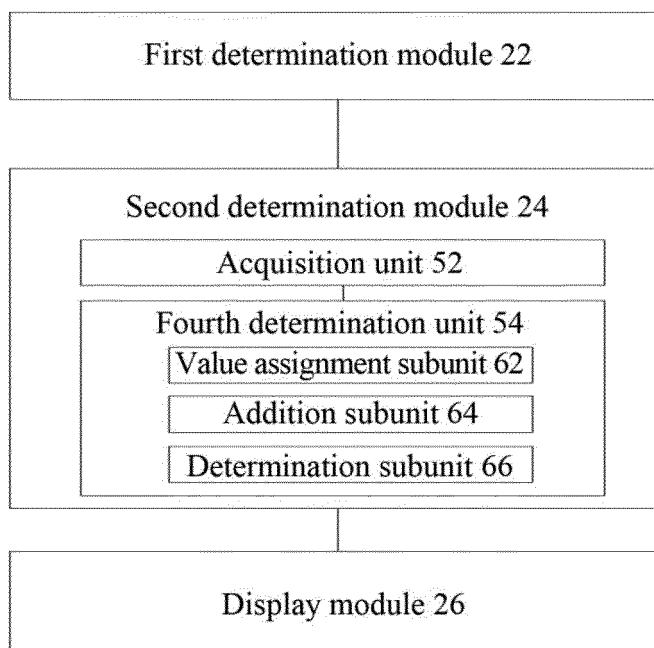 First determination module 22
Second determination module 24
Acquisition unit 52
Fourth determination unit 54
Value assignment subunit 62
Addition subunit 64
Determination subunit 66
Display module 26